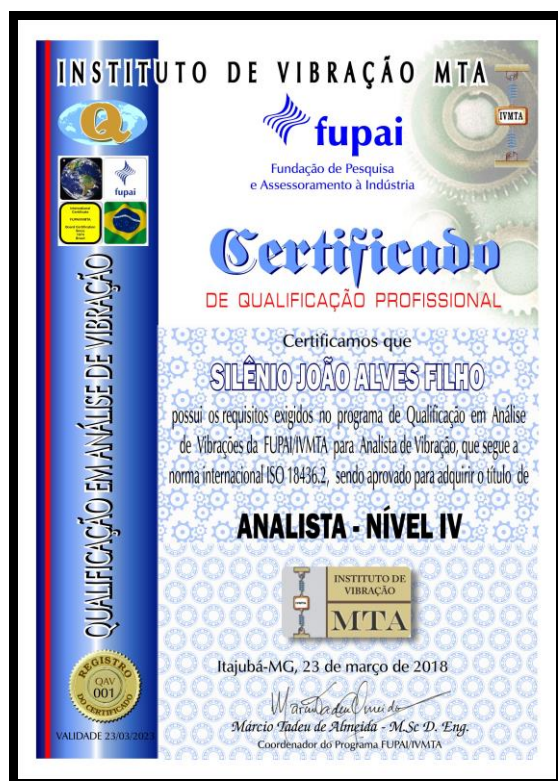 INSTITUTO DE VIBRAÇÃO MTA
IVMTA
fupai
Fundação de Pesquisa
e Assessoramento à Indústria
fupai
Certificado
DE QUALIFICAÇÃO PROFISSIONAL
Certificamos que
SILÊNIO JOÃO ALVES FILHO
possui os requisitos exigidos no programa de Qualificação em Análise
de Vibrações da FUPAI/IVMTA para Analista de Vibração, que segue a
norma internacional ISO 18436.2, sendo aprovado para adquirir o título de
ANALISTA - NÍVEL IV
INSTITUTO DE
VIBRAÇÃO
MTA
Itajubá-MG, 23 de março de 2018
Márcio Tadeu de Almeida - M.Sc D. Eng.
Coordenador do Programa FUPAI/IVMTA
QUALIFICAÇÃO EM ANÁLISE DE VIBRAÇÃO
Q
REGISTRO
QAV
001
DO CERTIFICADO
VALIDADE 23/03/2023